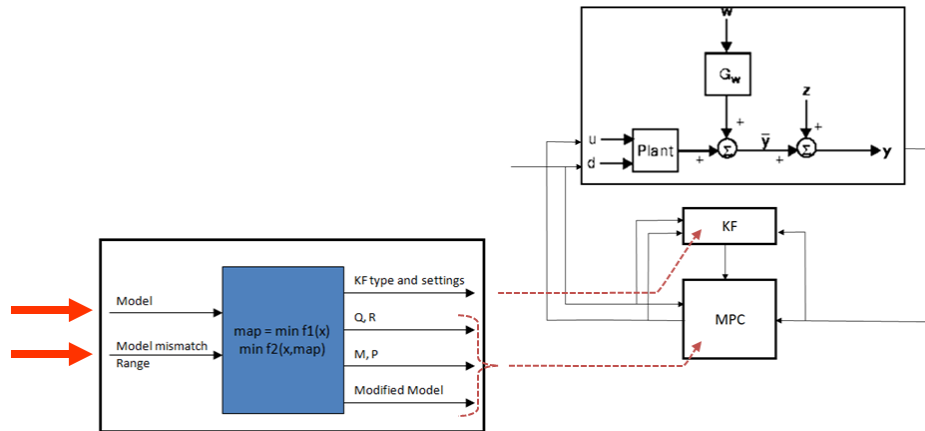 w
G_w
z
+
+
u
d
Plant
+
Σ
ȳ
+
Σ
y
KF
MPC
Model
Model mismatch
Range
map = min f1(x)
min f2(x,map)
KF type and settings
Q, R
M, P
Modified Model